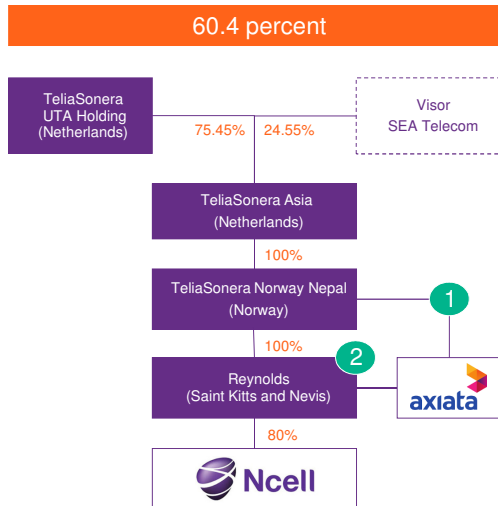 60.4 percent
TeliaSonera
UTA Holding
(Netherlands)
Visor
SEA Telecom
75.45%
24.55%
TeliaSonera Asia
(Netherlands)
100%
TeliaSonera Norway Nepal
(Norway)
1
100%
2
Reynolds
(Saint Kitts and Nevis)
axiata
80%
Ncell